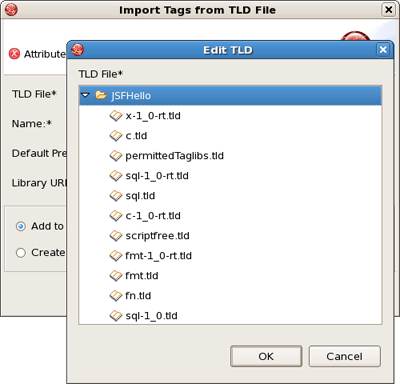 Import Tags from TLD File
Attribute
TLD File*
Name:*
Default Pre
Library URI
Add to
Create
Edit TLD
TLD File*
JSFHello
x-1_0-rt.tld
c.tld
permittedTaglibs.tld
sql-1_0-rt.tld
sql.tld
c-1_0-rt.tld
scriptfree.tld
fmt-1_0-rt.tld
fmt.tld
fn.tld
sql-1_0.tld
OK
Cancel